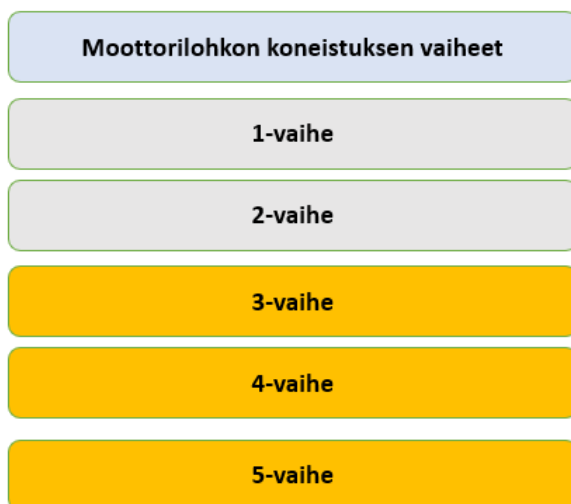 Moottorilohkon koneistuksen vaiheet
1-vaihe
2-vaihe
3-vaihe
4-vaihe
5-vaihe